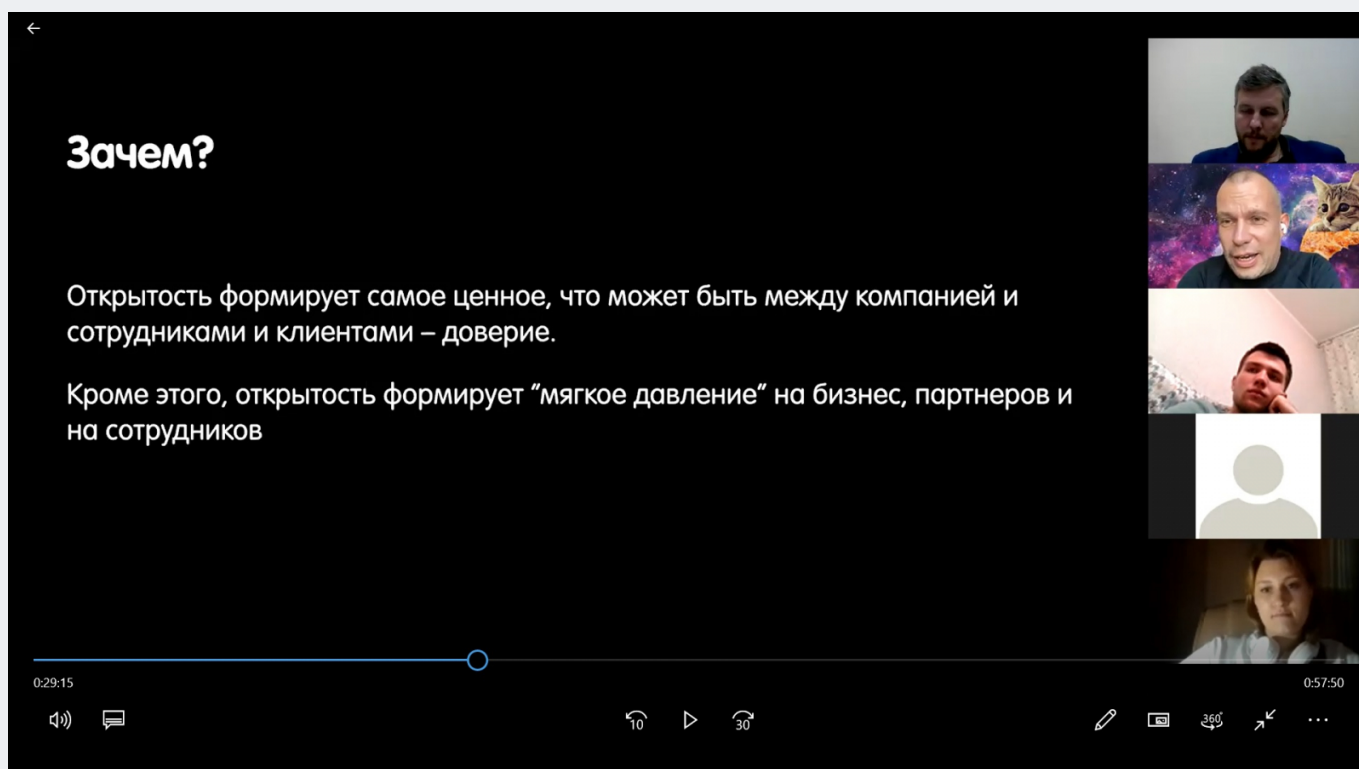 Зачем?
Открытость формирует самое ценное, что может быть между компанией и
сотрудниками и клиентами – доверие.
Кроме этого, открытость формирует "мягкое давление" на бизнес, партнеров и
на сотрудников
0:29:15
0:57:50
10
30
360°